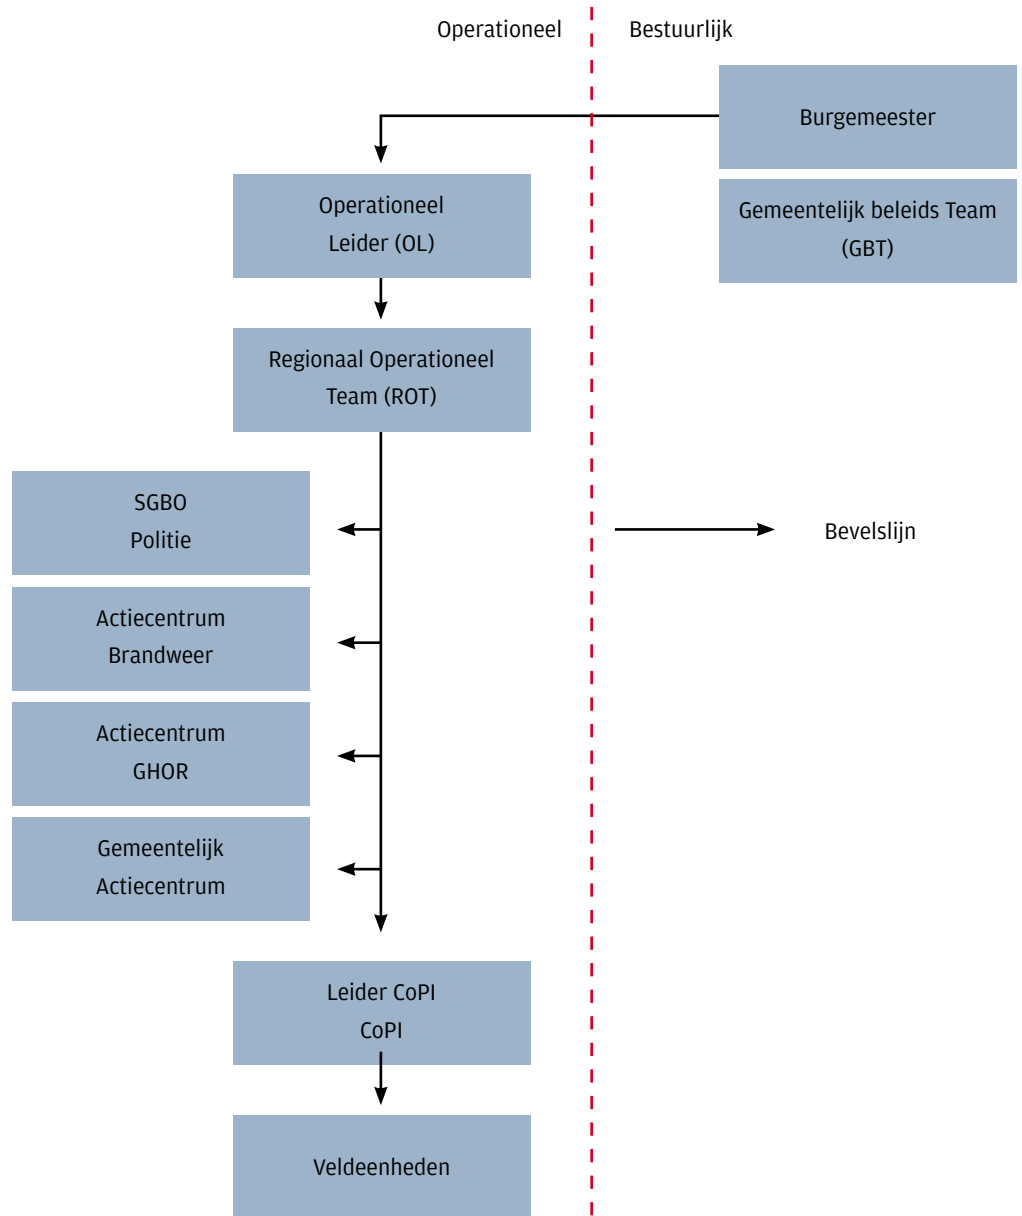 Operationeel
Bestuurlijk
Burgemeester
Operationeel
Leider (OL)
Gemeentelijk beleids Team
(GBT)
Regionaal Operationeel
Team (ROT)
SGBO
Politie
Bevelslijn
Actiecentrum
Brandweer
Actiecentrum
GHOR
Gemeentelijk
Actiecentrum
Leider CoPI
CoPI
Veldeenheden